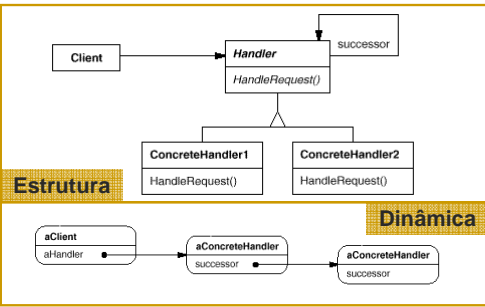 Client
Handler
HandleRequest()
successor
ConcreteHandler1
HandleRequest()
ConcreteHandler2
HandleRequest()
Estrutura
Dinâmica
aClient
aHandler
aConcreteHandler
successor
aConcreteHandler
successor